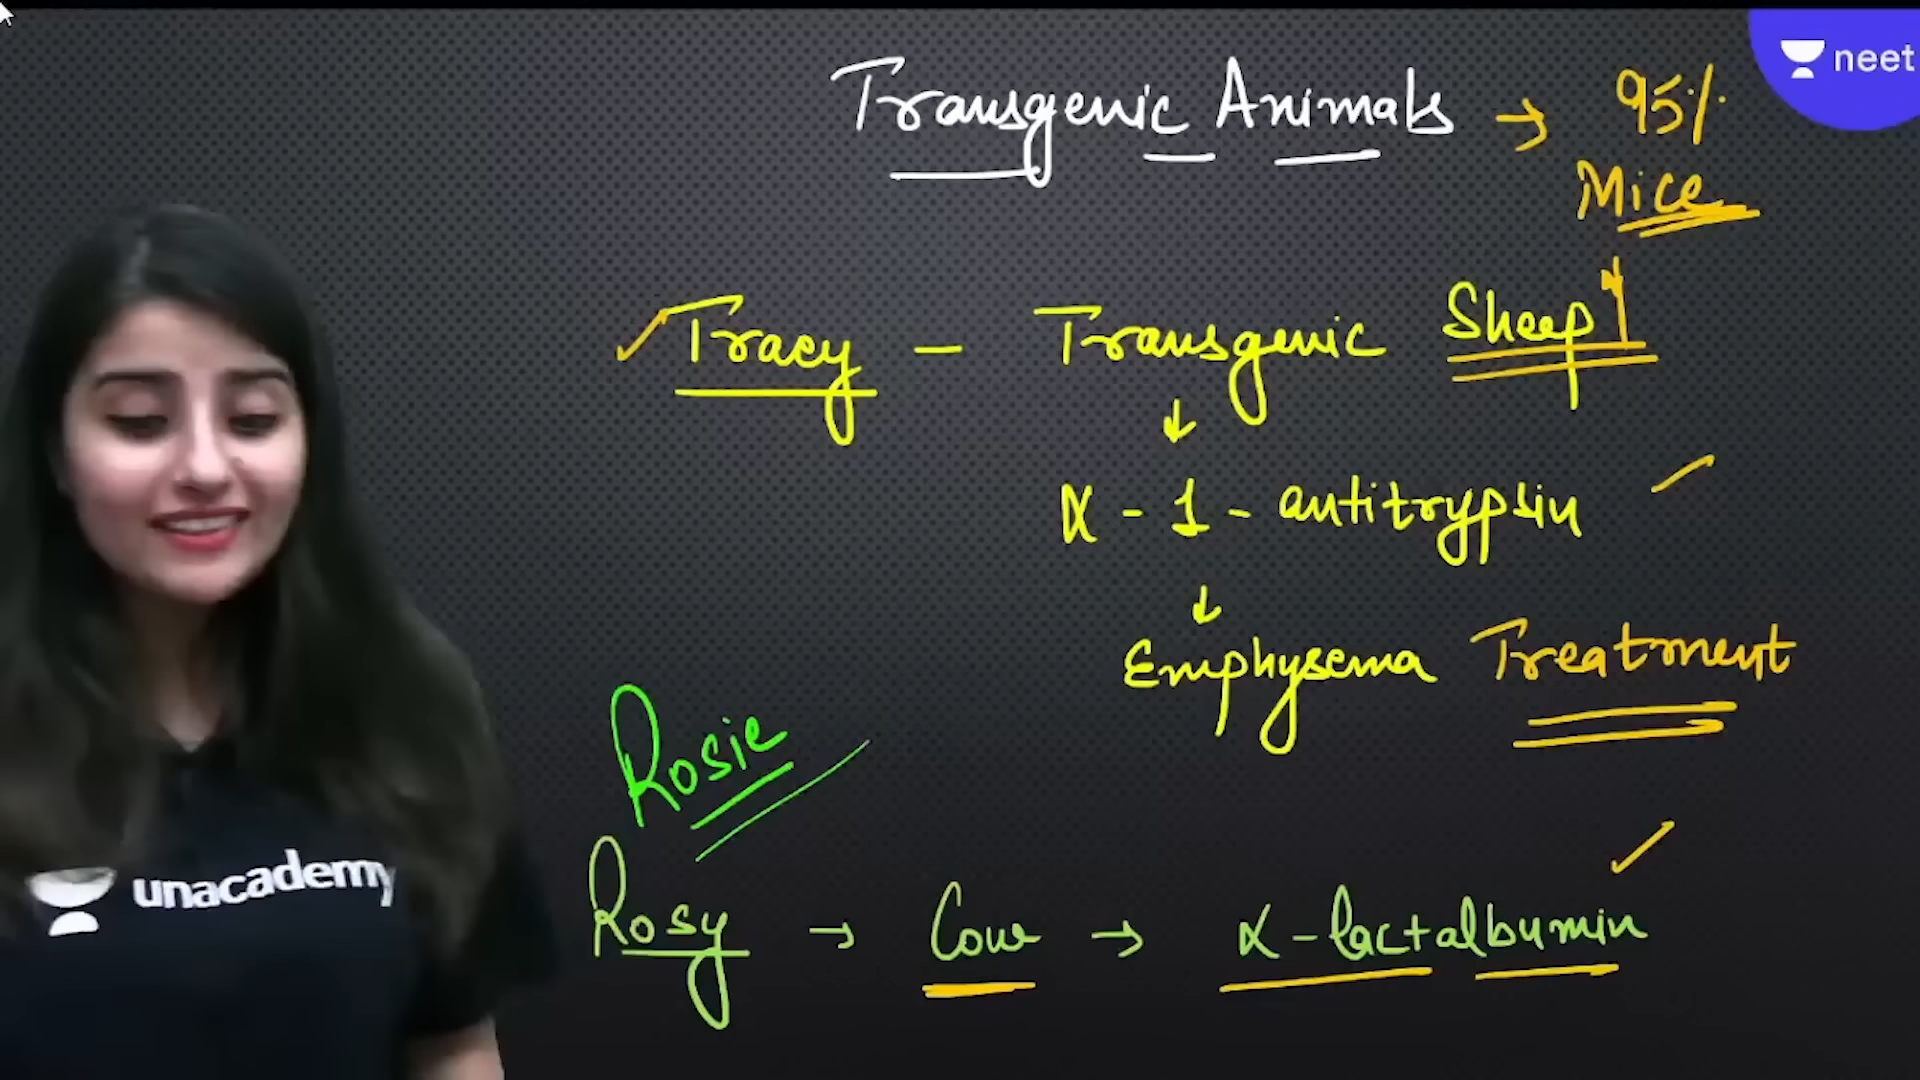 neet
Transgenic Animals → 95%
Mice
Tracy - Transgenic Sheep
↓
α - 1 - antitrypsin
↓
Emphysema Treatment
Rosie
Rosy → Cow → α - lactalbumin
unacademy